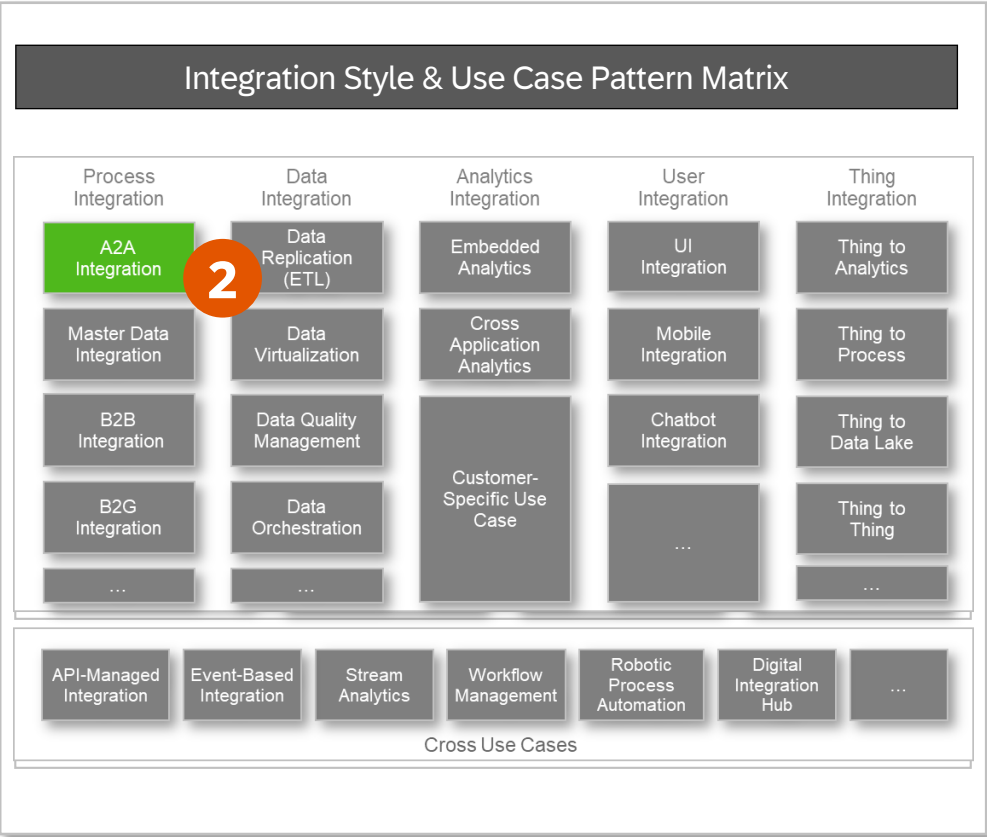 Integration Style & Use Case Pattern Matrix
Process
Integration
Data
Integration
Analytics
Integration
User
Integration
Thing
Integration
A2A
Integration
2
Data
Replication
(ETL)
Embedded
Analytics
UI
Integration
Thing to
Analytics
Master Data
Integration
Data
Virtualization
Cross
Application
Analytics
Mobile
Integration
Thing to
Process
B2B
Integration
Data Quality
Management
Customer-
Specific Use
Case
Chatbot
Integration
Thing to
Data Lake
B2G
Integration
Data
Orchestration
…
Thing to
Thing
…
…
…
API-Managed
Integration
Event-Based
Integration
Stream
Analytics
Workflow
Management
Robotic
Process
Automation
Digital
Integration
Hub
…
Cross Use Cases